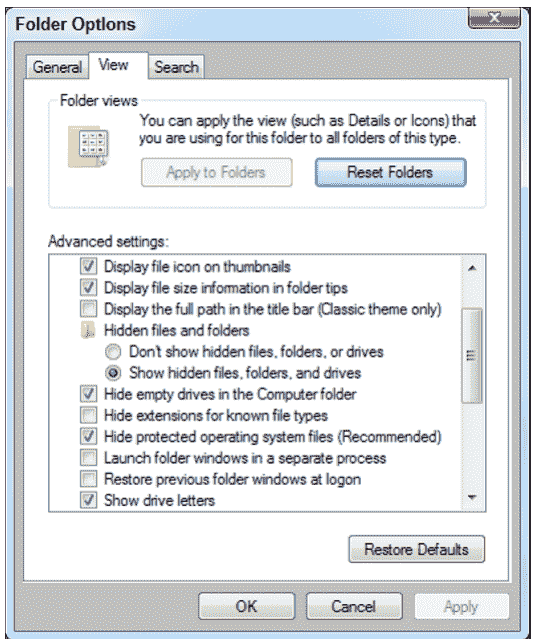 Folder Options
General
View
Search
Folder views
You can apply the view (such as Details or Icons) that
you are using for this folder to all folders of this type.
Apply to Folders
Reset Folders
Advanced settings:
Display file icon on thumbnails
Display file size information in folder tips
Display the full path in the title bar (Classic theme only)
Hidden files and folders
Don't show hidden files, folders, or drives
Show hidden files, folders, and drives
Hide empty drives in the Computer folder
Hide extensions for known file types
Hide protected operating system files (Recommended)
Launch folder windows in a separate process
Restore previous folder windows at logon
Show drive letters
Restore Defaults
OK
Cancel
Apply